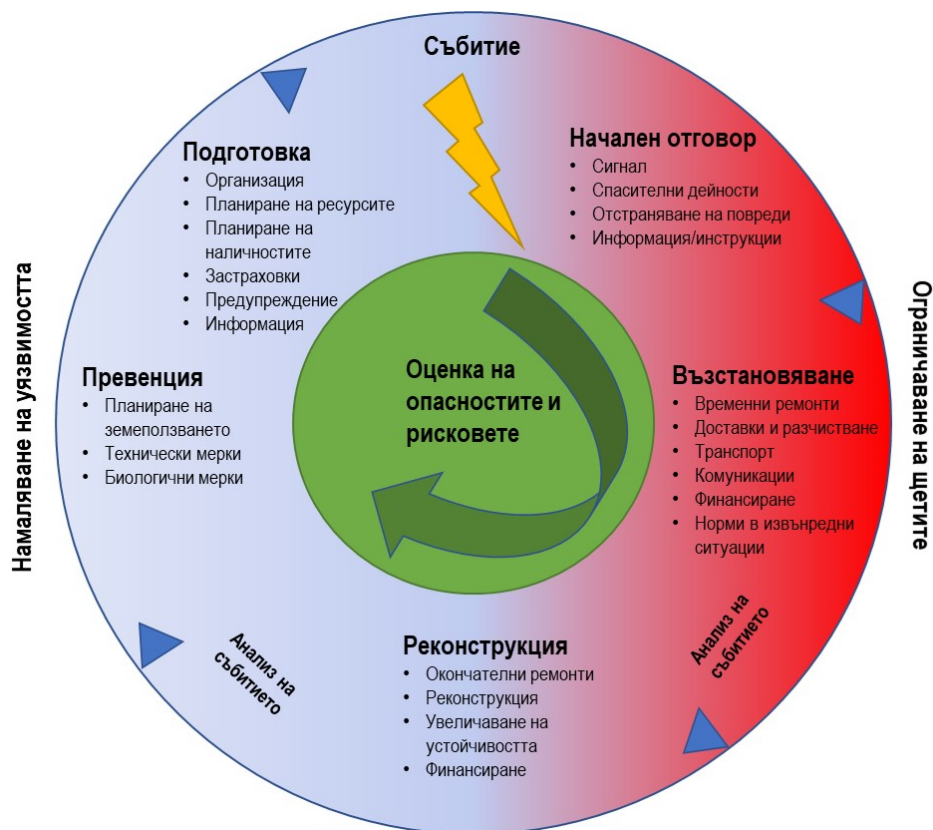 Събитие
Начален отговор
• Сигнал
• Спасителни дейности
• Отстраняване на повреди
• Информация/инструкции
Ограничаване на щетите
Възстановяване
• Временни ремонти
• Доставки и разчистване
• Транспорт
• Комуникации
• Финансиране
• Норми в извънредни
ситуации
Анализ на
събитието
Реконструкция
• Окончателни ремонти
• Реконструкция
• Увеличаване на
устойчивостта
• Финансиране
Анализ на
събитието
Намаляване на уязвимостта
Превенция
• Планиране на
земеползването
• Технически мерки
• Биологични мерки
Подготовка
• Организация
• Планиране на ресурсите
• Планиране на
наличностите
• Застраховки
• Предупреждение
• Информация
Оценка на
опасностите и
рисковете